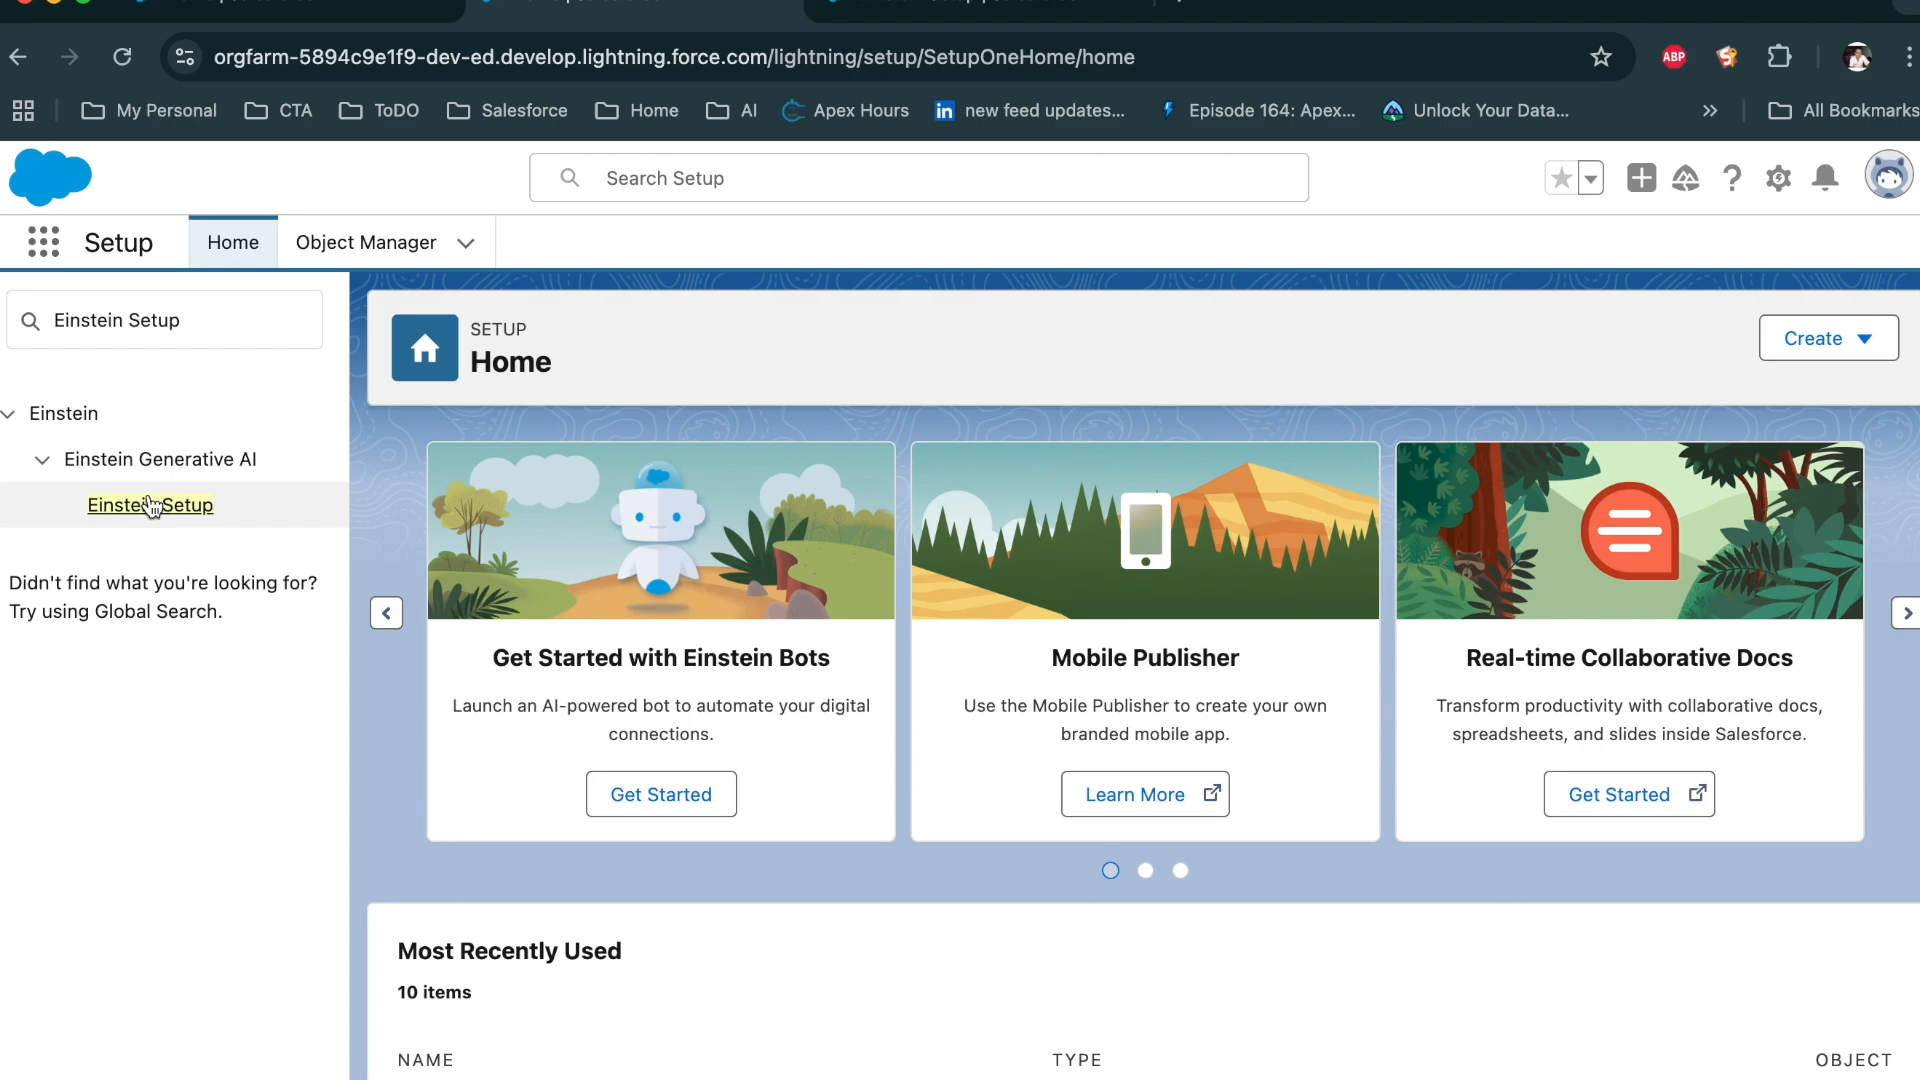 orgfarm-5894c9e1f9-dev-ed.develop.lightning.force.com/lightning/setup/SetupOneHome/home
ABP
My Personal
CTA
ToDO
Salesforce
Home
AI
Apex Hours
new feed updates...
Episode 164: Apex...
Unlock Your Data...
All Bookmarks
Search Setup
Setup
Home
Object Manager
Einstein Setup
SETUP
Home
Create
Einstein
Einstein Generative AI
Einstein Setup
Didn't find what you're looking for?
Try using Global Search.
Get Started with Einstein Bots
Launch an AI-powered bot to automate your digital
connections.
Get Started
Mobile Publisher
Use the Mobile Publisher to create your own
branded mobile app.
Learn More
Real-time Collaborative Docs
Transform productivity with collaborative docs,
spreadsheets, and slides inside Salesforce.
Get Started
Most Recently Used
10 items
NAME
TYPE
OBJECT